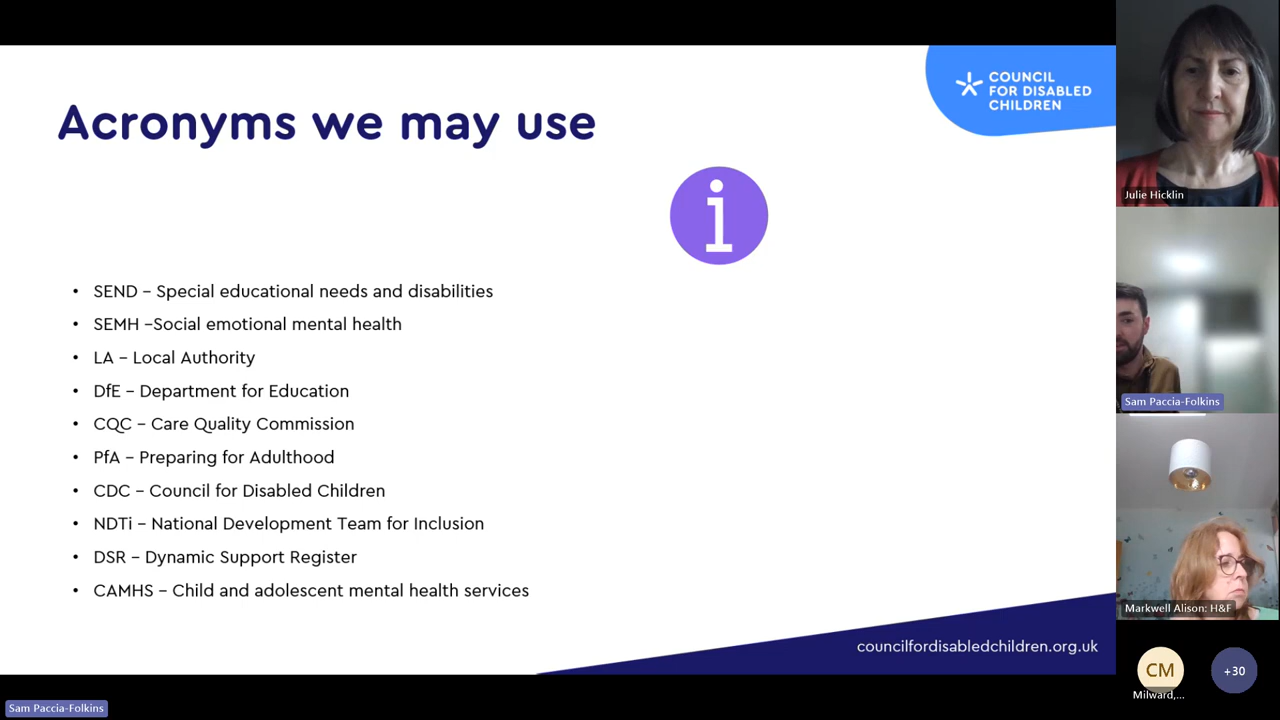 COUNCIL
FOR DISABLED
CHILDREN
Acronyms we may use
i
• SEND – Special educational needs and disabilities
• SEMH –Social emotional mental health
• LA – Local Authority
• DfE – Department for Education
• CQC – Care Quality Commission
• PfA – Preparing for Adulthood
• CDC – Council for Disabled Children
• NDTi – National Development Team for Inclusion
• DSR – Dynamic Support Register
• CAMHS – Child and adolescent mental health services
councilfordisabledchildren.org.uk
Sam Paccia-Folkins
Julie Hicklin
Sam Paccia-Folkins
Markwell Alison: H&F
CM
Milward,...
+30